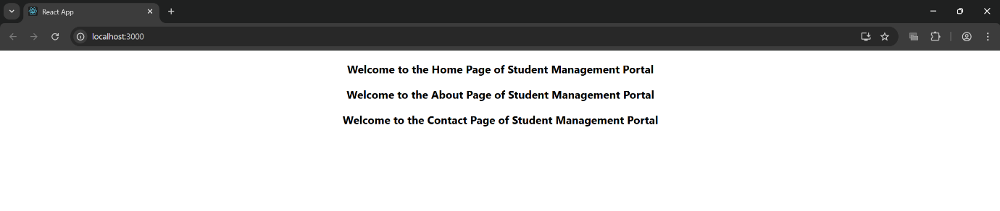 React App
localhost:3000
Welcome to the Home Page of Student Management Portal
Welcome to the About Page of Student Management Portal
Welcome to the Contact Page of Student Management Portal